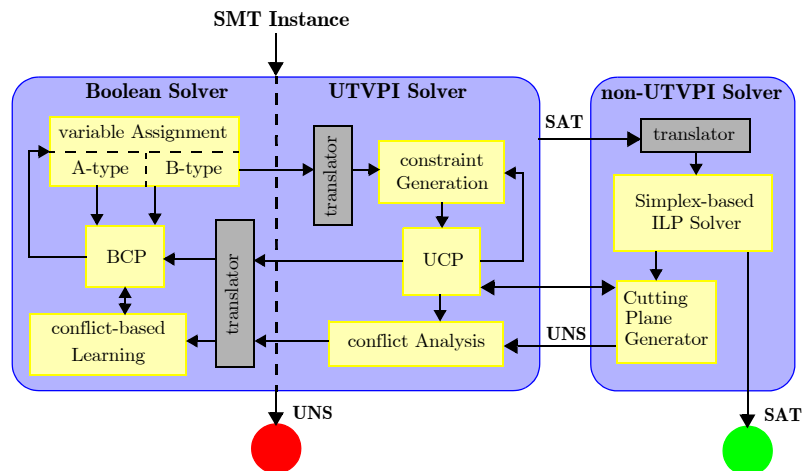 SMT Instance
Boolean Solver
UTVPI Solver
non-UTVPI Solver
variable Assignment
A-type
B-type
translator
constraint
Generation
SAT
translator
Simplex-based
ILP Solver
BCP
translator
UCP
Cutting
Plane
Generator
conflict-based
Learning
conflict Analysis
UNS
UNS
SAT